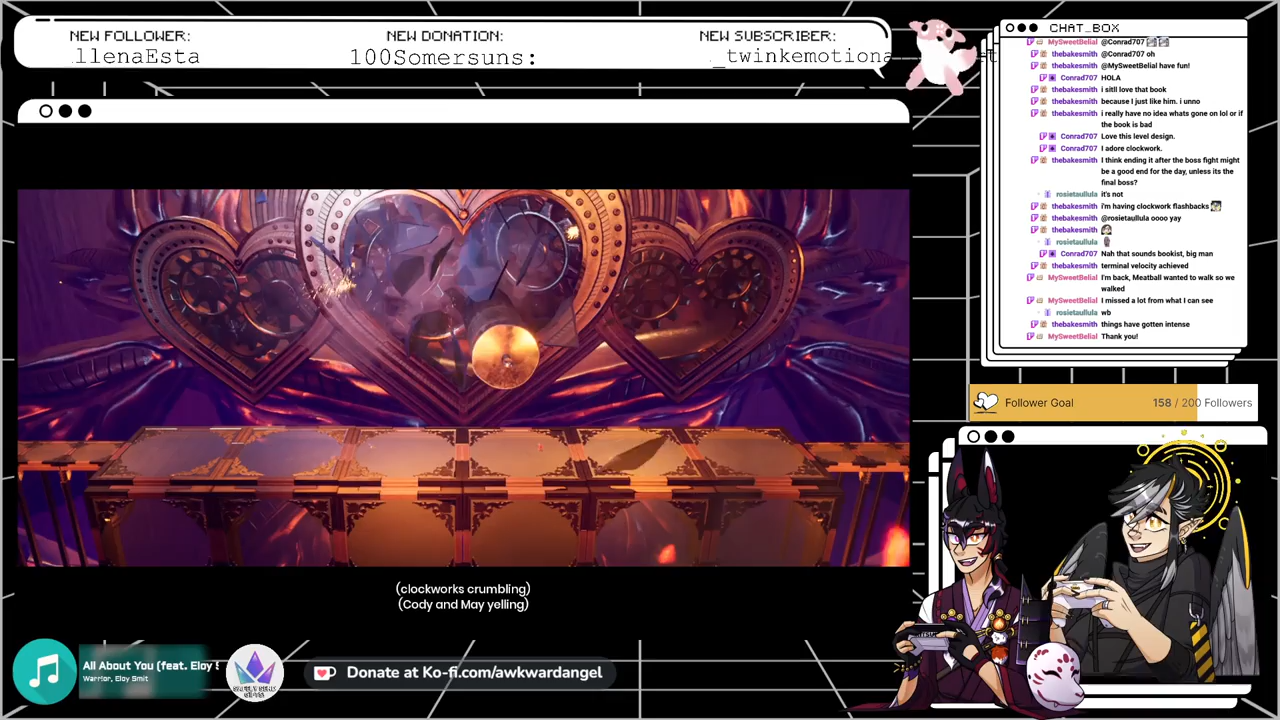 NEW FOLLOWER:
llenaEsta
NEW DONATION:
100Somersuns:
NEW SUBSCRIBER:
_twinkemotiona
CHAT_BOX
MySweetBelial @Conrad707
thebakesmith @Conrad707 oh
thebakesmith @MySweetBelial have fun!
Conrad707 HOLA
thebakesmith i sitll love that book
thebakesmith because I just like him. i unno
thebakesmith i really have no idea whats gone on lol or if
the book is bad
Conrad707 Love this level design.
Conrad707 I adore clockwork.
thebakesmith I think ending it after the boss fight might
be a good end for the day, unless its the
final boss?
rosietaullula it's not
thebakesmith i'm having clockwork flashbacks
thebakesmith @rosietaullula oooo yay
thebakesmith
rosietaullula
Conrad707 Nah that sounds bookist, big man
thebakesmith terminal velocity achieved
MySweetBelial I'm back, Meatball wanted to walk so we
walked
MySweetBelial I missed a lot from what I can see
rosietaullula wb
thebakesmith things have gotten intense
MySweetBelial Thank you!
Follower Goal
158 / 200 Followers
(clockworks crumbling)
(Cody and May yelling)
All About You (feat. Eloy S
Warrior, Eloy Smit
Donate at Ko-fi.com/awkwardangel